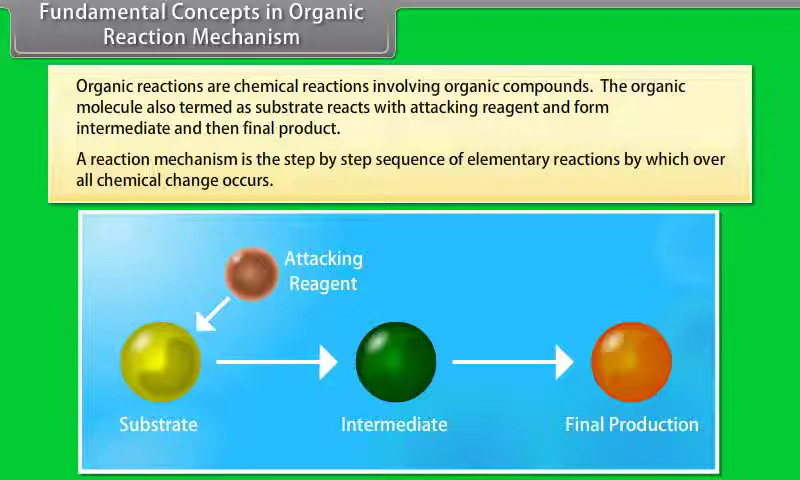 Fundamental Concepts in Organic
Reaction Mechanism
Organic reactions are chemical reactions involving organic compounds. The organic
molecule also termed as substrate reacts with attacking reagent and form
intermediate and then final product.
A reaction mechanism is the step by step sequence of elementary reactions by which over
all chemical change occurs.
Attacking
Reagent
Substrate
Intermediate
Final Production